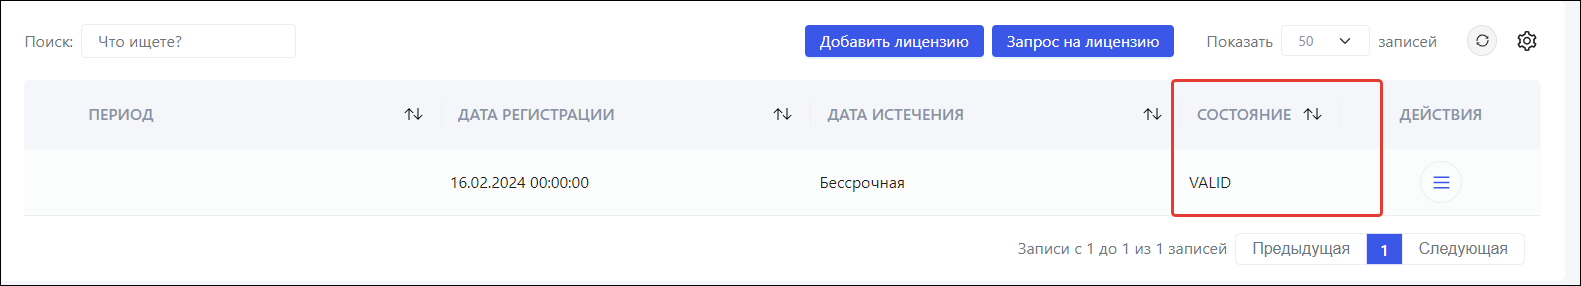 Поиск: Что ищете? Добавить лицензию Запрос на лицензию Показать 50 записей
ПЕРИОД ДАТА РЕГИСТРАЦИИ ДАТА ИСТЕЧЕНИЯ СОСТОЯНИЕ ДЕЙСТВИЯ
16.02.2024 00:00:00 Бессрочная VALID
Записи с 1 до 1 из 1 записей Предыдущая 1 Следующая